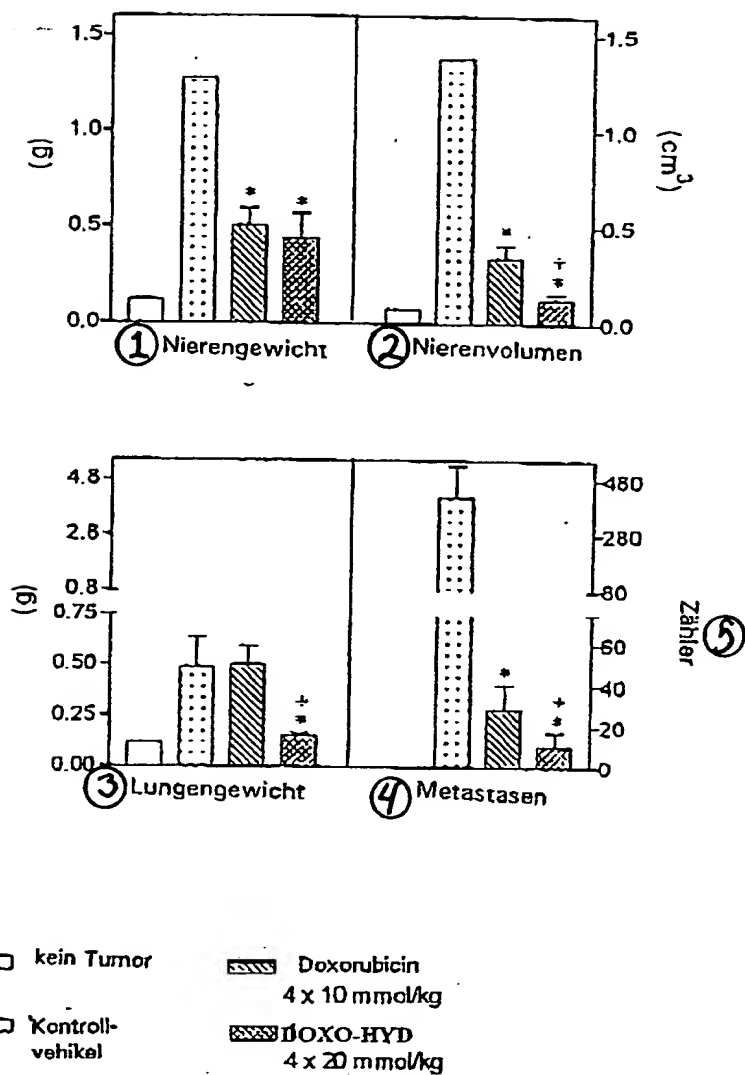 1.5
1.0
(g)
0.5
0.0
1.5
1.0
(cm³)
0.5
0.0
* *
* + *
① Nierengewicht
② Nierenvolumen
4.8
2.8
0.8
(g)
0.75
0.50
0.25
0.00
480
280
80
60
40
20
0
Zähler ⑤
+ *
* + *
③ Lungengewicht
④ Metastasen
kein Tumor
Kontroll-
vehikel
Doxorubicin
4 x 10 mmol/kg
DOXO-HYD
4 x 20 mmol/kg